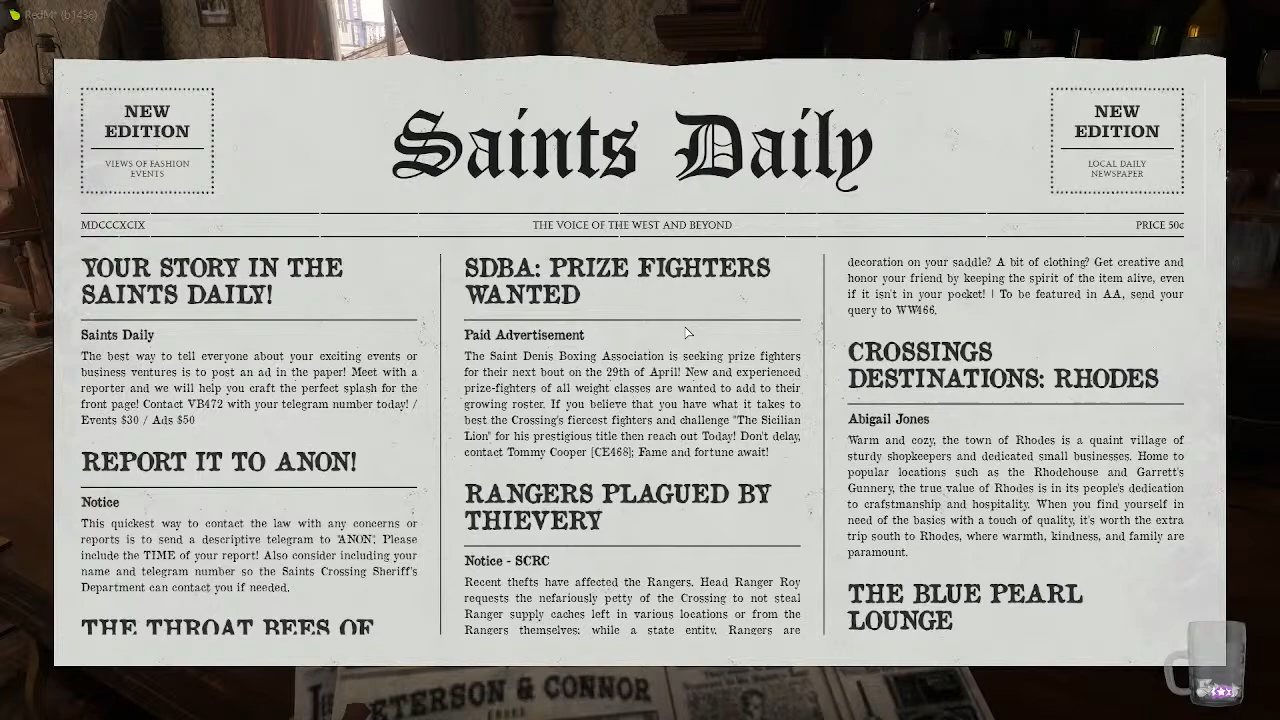 RedM* (b1436)
NEW
EDITION
VIEWS OF FASHION
EVENTS
Saints Daily
NEW
EDITION
LOCAL DAILY
NEWSPAPER
MDCCCXCIX
THE VOICE OF THE WEST AND BEYOND
PRICE 50¢
YOUR STORY IN THE
SAINTS DAILY!
Saints Daily
The best way to tell everyone about your exciting events or
business ventures is to post an ad in the paper! Meet with a
reporter and we will help you craft the perfect splash for the
front page! Contact VB472 with your telegram number today! /
Events $30 / Ads $50
REPORT IT TO ANON!
Notice
This quickest way to contact the law with any concerns or
reports is to send a descriptive telegram to 'ANON'. Please
include the TIME of your report! Also consider including your
name and telegram number so the Saints Crossing Sheriff's
Department can contact you if needed.
THE THROAT BEES OF
SDBA: PRIZE FIGHTERS
WANTED
Paid Advertisement
The Saint Denis Boxing Association is seeking prize fighters
for their next bout on the 29th of April! New and experienced
prize-fighters of all weight classes are wanted to add to their
growing roster. If you believe that you have what it takes to
best the Crossing's fiercest fighters and challenge "The Sicilian
Lion" for his prestigious title then reach out Today! Don't delay,
contact Tommy Cooper [CE468]; Fame and fortune await!
RANGERS PLAGUED BY
THIEVERY
Notice - SCRC
Recent thefts have affected the Rangers. Head Ranger Roy
requests the nefariously petty of the Crossing to not steal
Ranger supply caches left in various locations or from the
Rangers themselves; while a state entity, Rangers are
decoration on your saddle? A bit of clothing? Get creative and
honor your friend by keeping the spirit of the item alive, even
if it isn't in your pocket! | To be featured in AA, send your
query to WW466.
CROSSINGS
DESTINATIONS: RHODES
Abigail Jones
Warm and cozy, the town of Rhodes is a quaint village of
sturdy shopkeepers and dedicated small businesses. Home to
popular locations such as the Rhodehouse and Garrett's
Gunnery, the true value of Rhodes is in its people's dedication
to craftsmanship and hospitality. When you find yourself in
need of the basics with a touch of quality, it's worth the extra
trip south to Rhodes, where warmth, kindness, and family are
paramount.
THE BLUE PEARL
LOUNGE
ETERSON & CONNOR